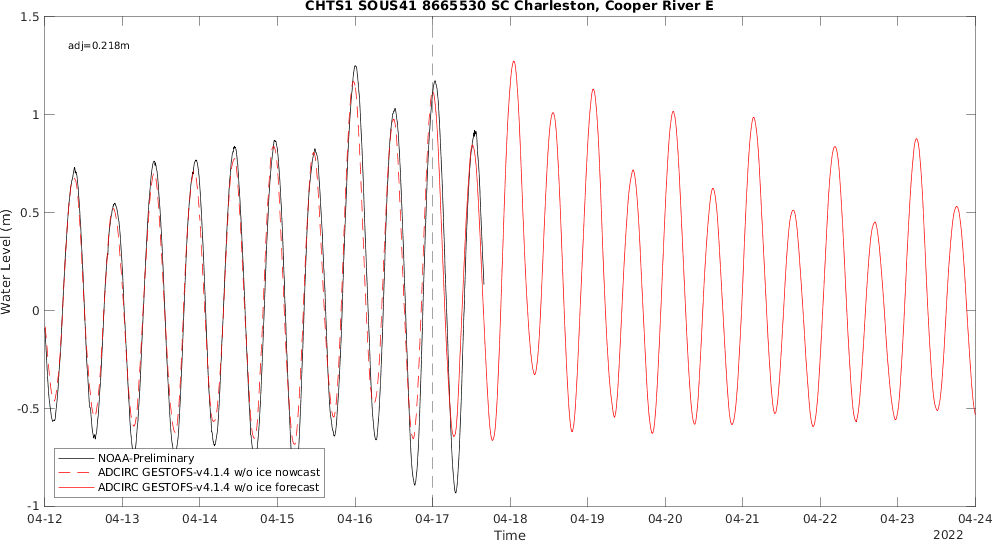 CHTS1 SOUS41 8665530 SC Charleston, Cooper River E
1.5
adj=0.218m
1
0.5
Water Level (m)
0
-0.5
NOAA-Preliminary
ADCIRC GESTOFS-v4.1.4 w/o ice nowcast
ADCIRC GESTOFS-v4.1.4 w/o ice forecast
-1
04-12 04-13 04-14 04-15 04-16 04-17 04-18 04-19 04-20 04-21 04-22 04-23 04-24
Time
2022